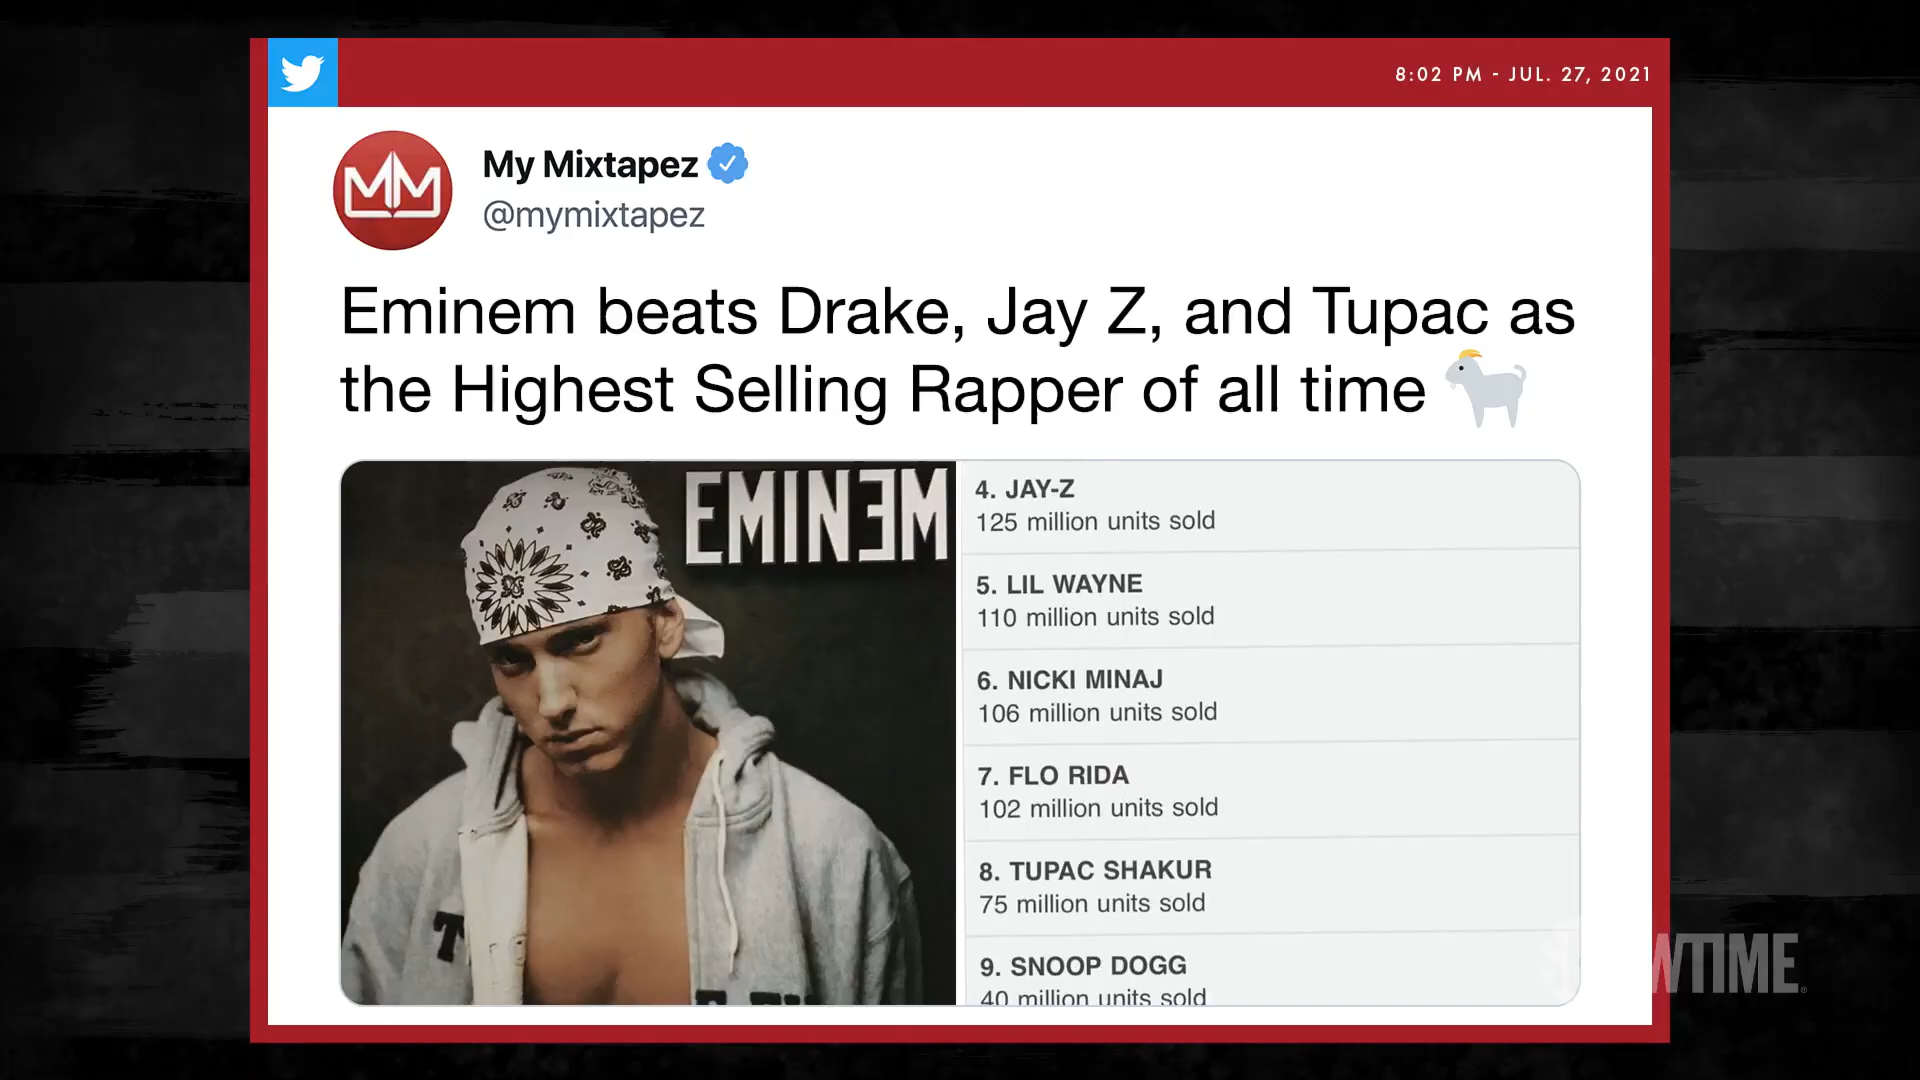 8:02 PM - JUL. 27, 2021
My Mixtapez
@mymixtapez
Eminem beats Drake, Jay Z, and Tupac as
the Highest Selling Rapper of all time
EMINƎM
4. JAY-Z
125 million units sold
5. LIL WAYNE
110 million units sold
6. NICKI MINAJ
106 million units sold
7. FLO RIDA
102 million units sold
8. TUPAC SHAKUR
75 million units sold
9. SNOOP DOGG
40 million units sold
SHOWTIME